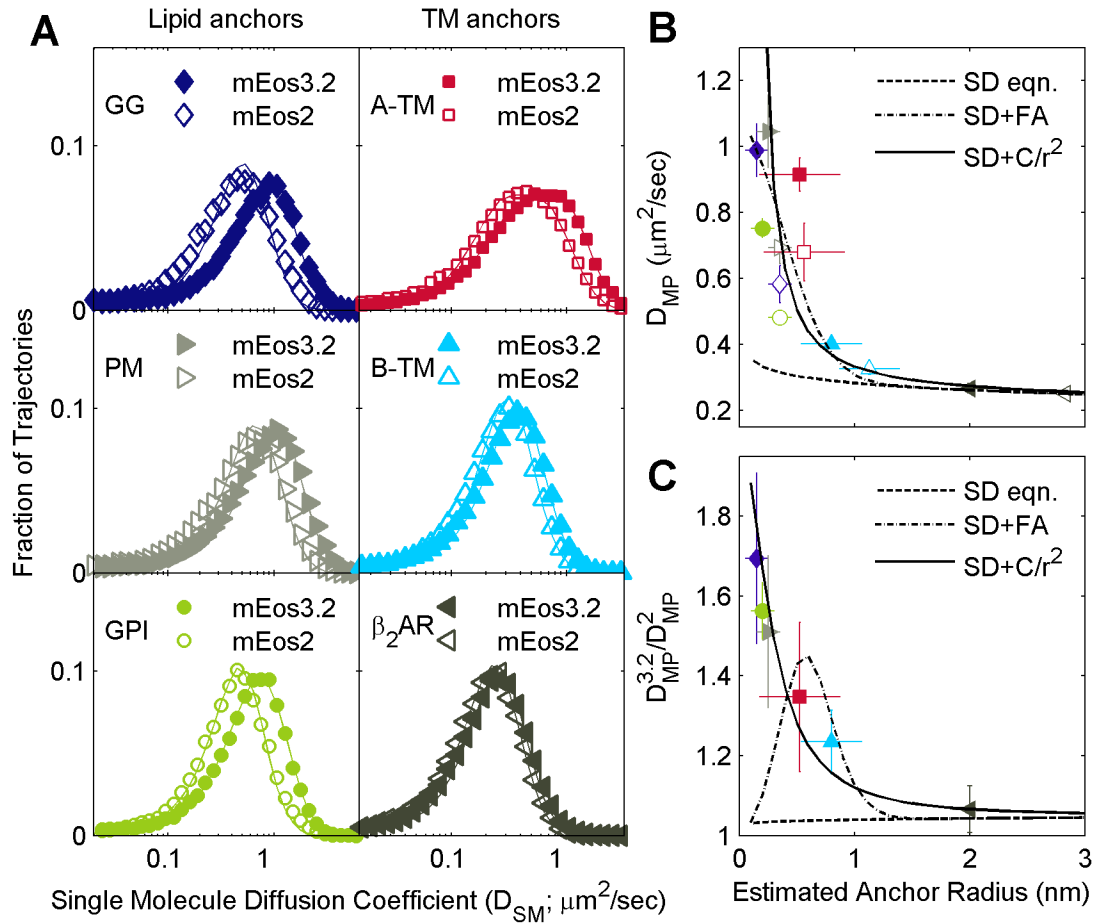 Lipid anchors
TM anchors
A
GG
mEos3.2
mEos2
A-TM
mEos3.2
mEos2
0.1
0
PM
mEos3.2
mEos2
B-TM
mEos3.2
mEos2
0.1
0
GPI
mEos3.2
mEos2
β2AR
mEos3.2
mEos2
0.1
0
0.1
1
0.1
1
Fraction of Trajectories
Single Molecule Diffusion Coefficient (DSM; μm²/sec)
B
SD eqn.
SD+FA
SD+C/r²
1.2
1
0.8
0.6
0.4
0.2
DMP (μm²/sec)
C
SD eqn.
SD+FA
SD+C/r²
1.8
1.6
1.4
1.2
1
D3.2MP/D2MP
0
1
2
3
Estimated Anchor Radius (nm)